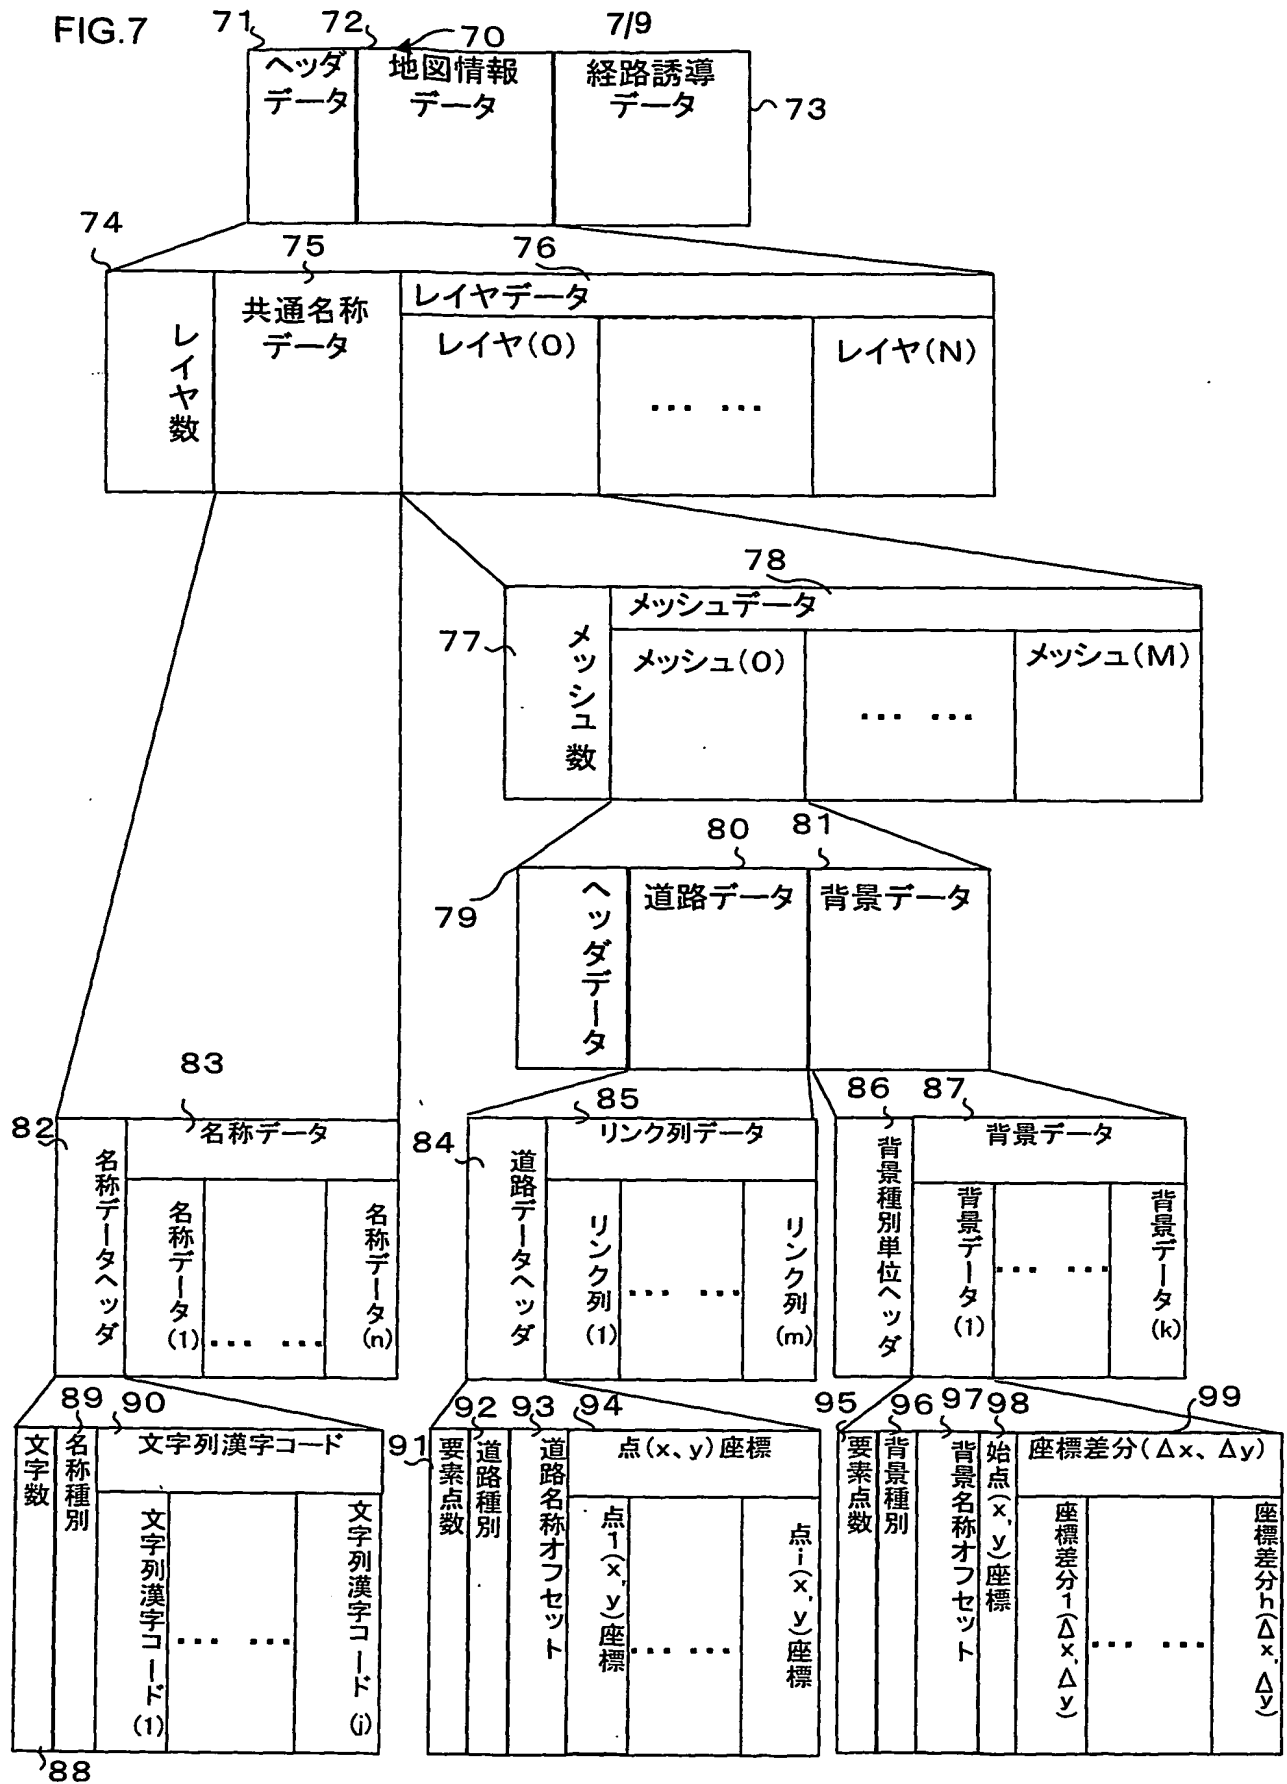 FIG.7
7/9
71
72
70
ヘッダ
データ
地図情報
データ
経路誘導
データ
73
74
75
76
レイヤ数
共通名称
データ
レイヤデータ
レイヤ(0)
… …
レイヤ(N)
77
78
メッシュ数
メッシュデータ
メッシュ(0)
… …
メッシュ(M)
79
80
81
ヘッダデータ
道路データ
背景データ
82
83
名称データヘッダ
名称データ
名称データ(1)
… …
名称データ(n)
84
85
道路データヘッダ
リンク列データ
リンク列(1)
… …
リンク列(m)
86
87
背景種別単位ヘッダ
背景データ
背景データ(1)
… …
背景データ(k)
88
89
90
文字数
名称種別
文字列漢字コード
文字列漢字コード(1)
… …
文字列漢字コード(j)
91
92
93
94
要素点数
道路種別
道路名称オフセット
点(x、y)座標
点1(x,y)座標
… …
点i(x,y)座標
95
96
97
98
99
要素点数
背景種別
背景名称オフセット
始点(x,y)座標
座標差分(Δx、Δy)
座標差分1(Δx,Δy)
… …
座標差分h(Δx,Δy)